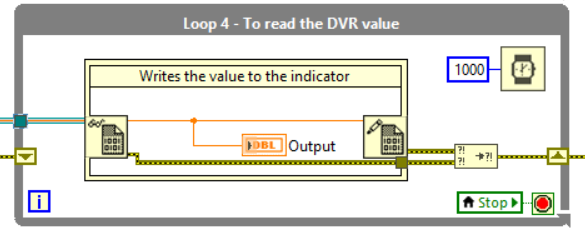 Loop 4 - To read the DVR value
Writes the value to the indicator
1000
DBL Output
?!
?! ?!
i
Stop